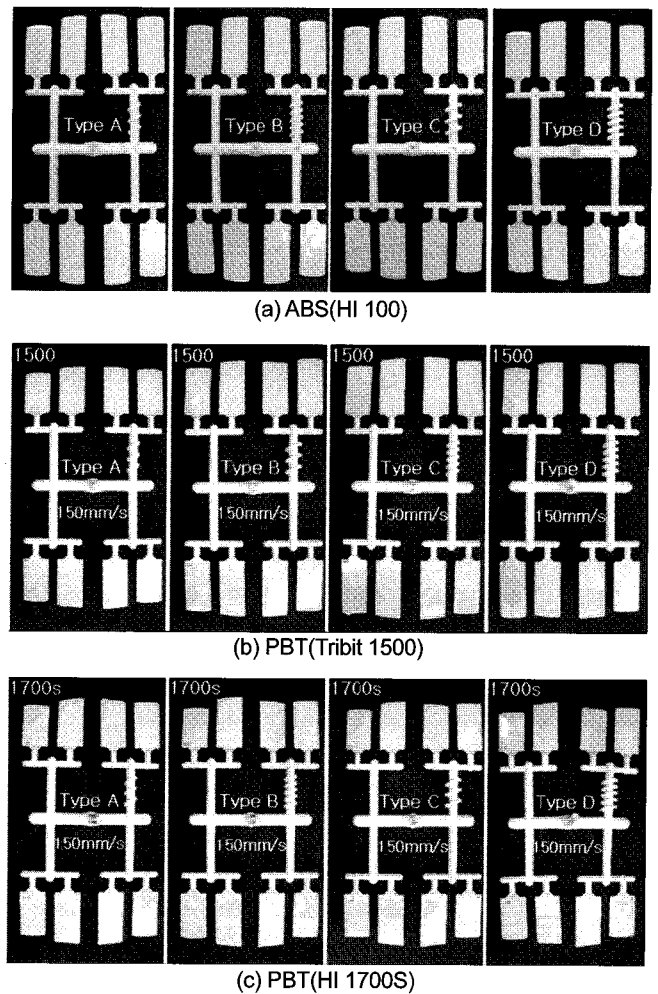 Type A
Type B
Type C
Type D
(a) ABS(HI 100)
1500
1500
1500
1500
Type A
Type B
Type C
Type D
150mm/s
150mm/s
150mm/s
150mm/s
(b) PBT(Tribit 1500)
1700s
1700s
1700s
1700s
Type A
Type B
Type C
Type D
150mm/s
150mm/s
150mm/s
150mm/s
(c) PBT(HI 1700S)